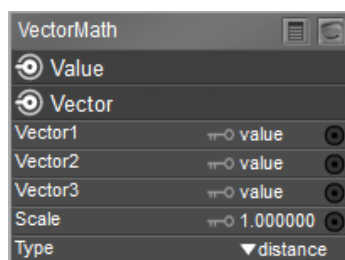 VectorMath
Value
Vector
Vector1 value
Vector2 value
Vector3 value
Scale 1.000000
Type distance